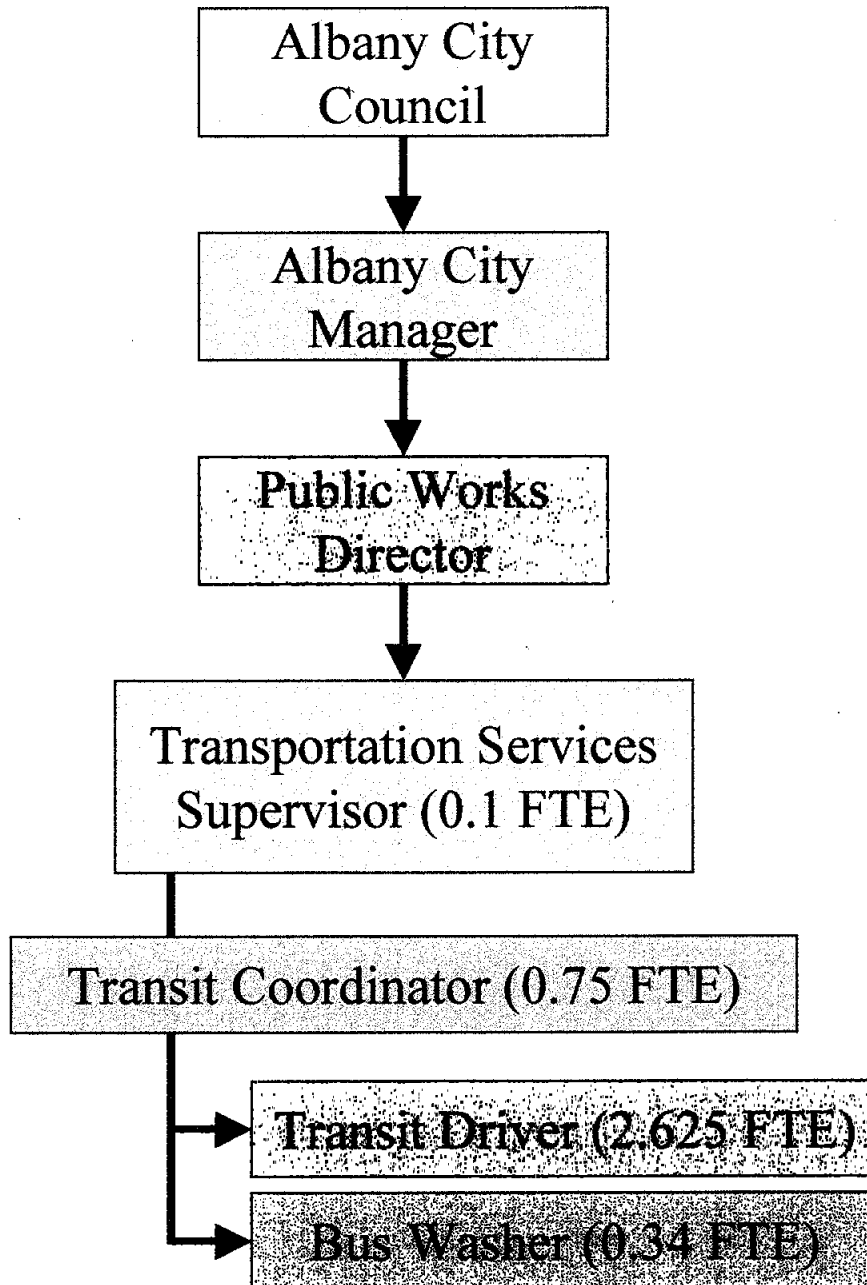 Albany City
Council
Albany City
Manager
Public Works
Director
Transportation Services
Supervisor (0.1 FTE)
Transit Coordinator (0.75 FTE)
Transit Driver (2.625 FTE)
Bus Washer (0.34 FTE)